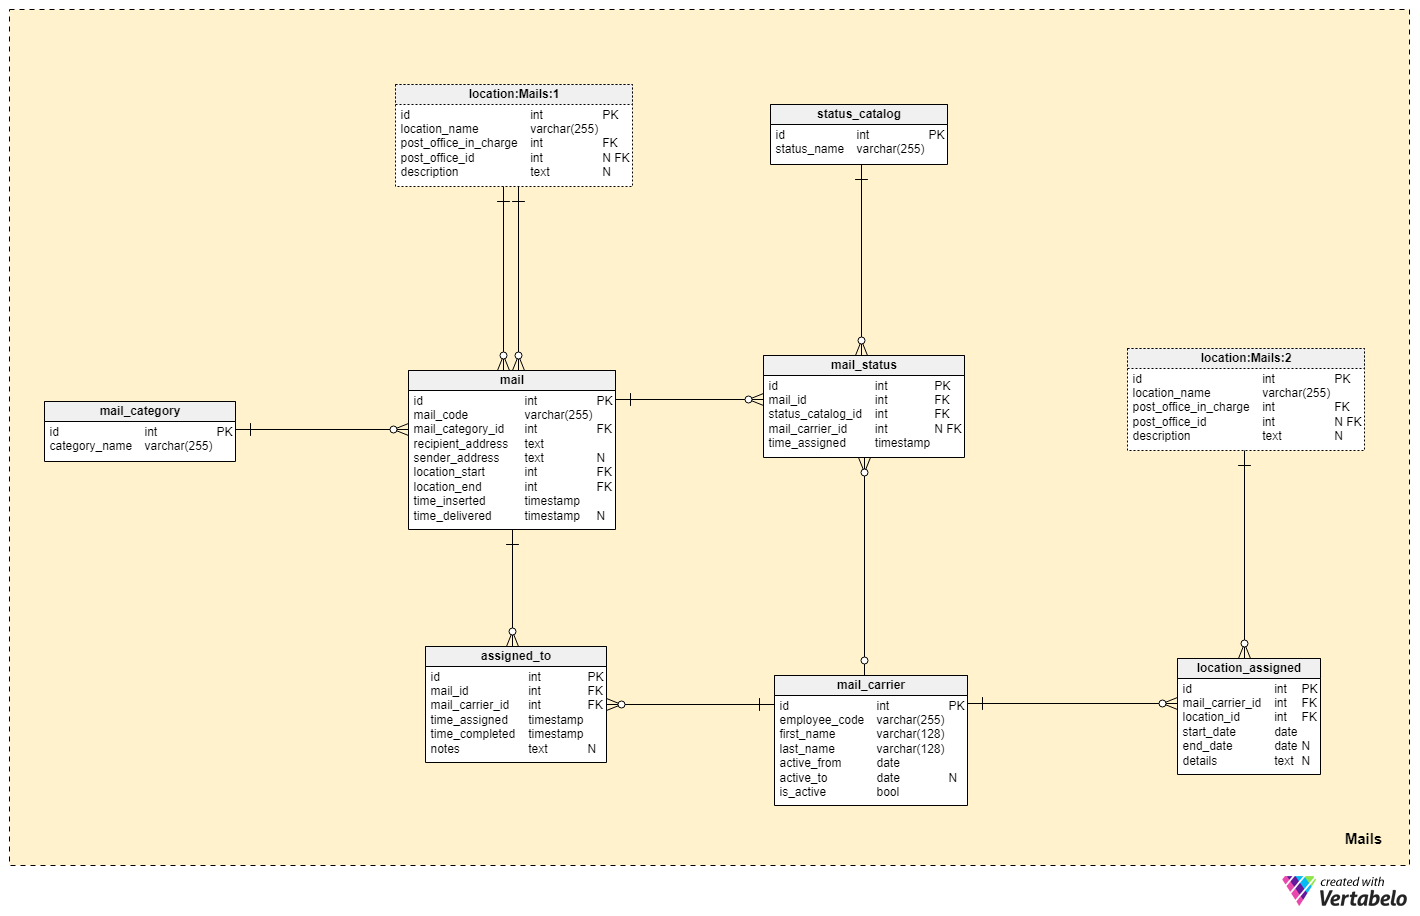 location:Mails:1
id int PK
location_name varchar(255)
post_office_in_charge int FK
post_office_id int N FK
description text N
status_catalog
id int PK
status_name varchar(255)
mail_category
id int PK
category_name varchar(255)
mail
id int PK
mail_code varchar(255)
mail_category_id int FK
recipient_address text
sender_address text N
location_start int FK
location_end int FK
time_inserted timestamp
time_delivered timestamp N
mail_status
id int PK
mail_id int FK
status_catalog_id int FK
mail_carrier_id int N FK
time_assigned timestamp
location:Mails:2
id int PK
location_name varchar(255)
post_office_in_charge int FK
post_office_id int N FK
description text N
assigned_to
id int PK
mail_id int FK
mail_carrier_id int FK
time_assigned timestamp
time_completed timestamp
notes text N
mail_carrier
id int PK
employee_code varchar(255)
first_name varchar(128)
last_name varchar(128)
active_from date
active_to date N
is_active bool
location_assigned
id int PK
mail_carrier_id int FK
location_id int FK
start_date date
end_date date N
details text N
Mails
created with
Vertabelo